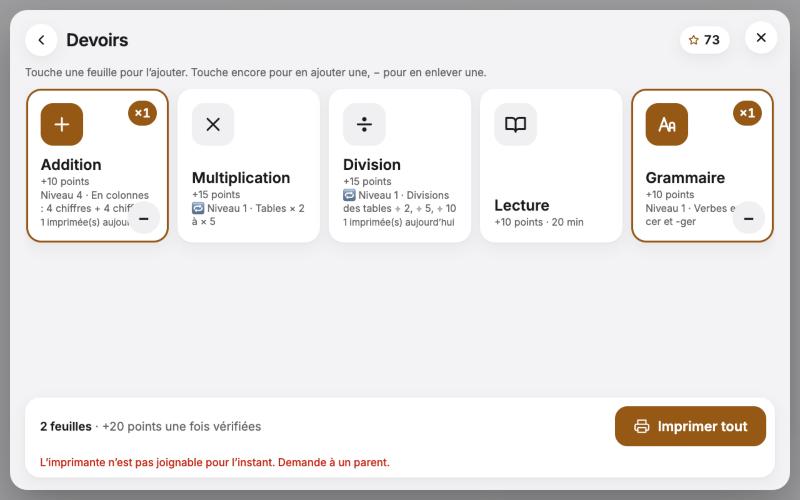 Devoirs
73
Touche une feuille pour l'ajouter. Touche encore pour en ajouter une, – pour en enlever une.
×1
Addition
+10 points
Niveau 4 · En colonnes
: 4 chiffres + 4
1 imprimée(s)
Multiplication
+15 points
Niveau 1 · Tables × 2
à × 5
Division
+15 points
Niveau 1 · Divisions
des tables ÷ 2, ÷ 5, ÷ 10
1 imprimée(s) aujourd'hui
Lecture
+10 points · 20 min
×1
Grammaire
+10 points
Niveau 1 · Verbes
cer et -ger
2 feuilles · +20 points une fois vérifiées
Imprimer tout
L'imprimante n'est pas joignable pour l'instant. Demande à un parent.